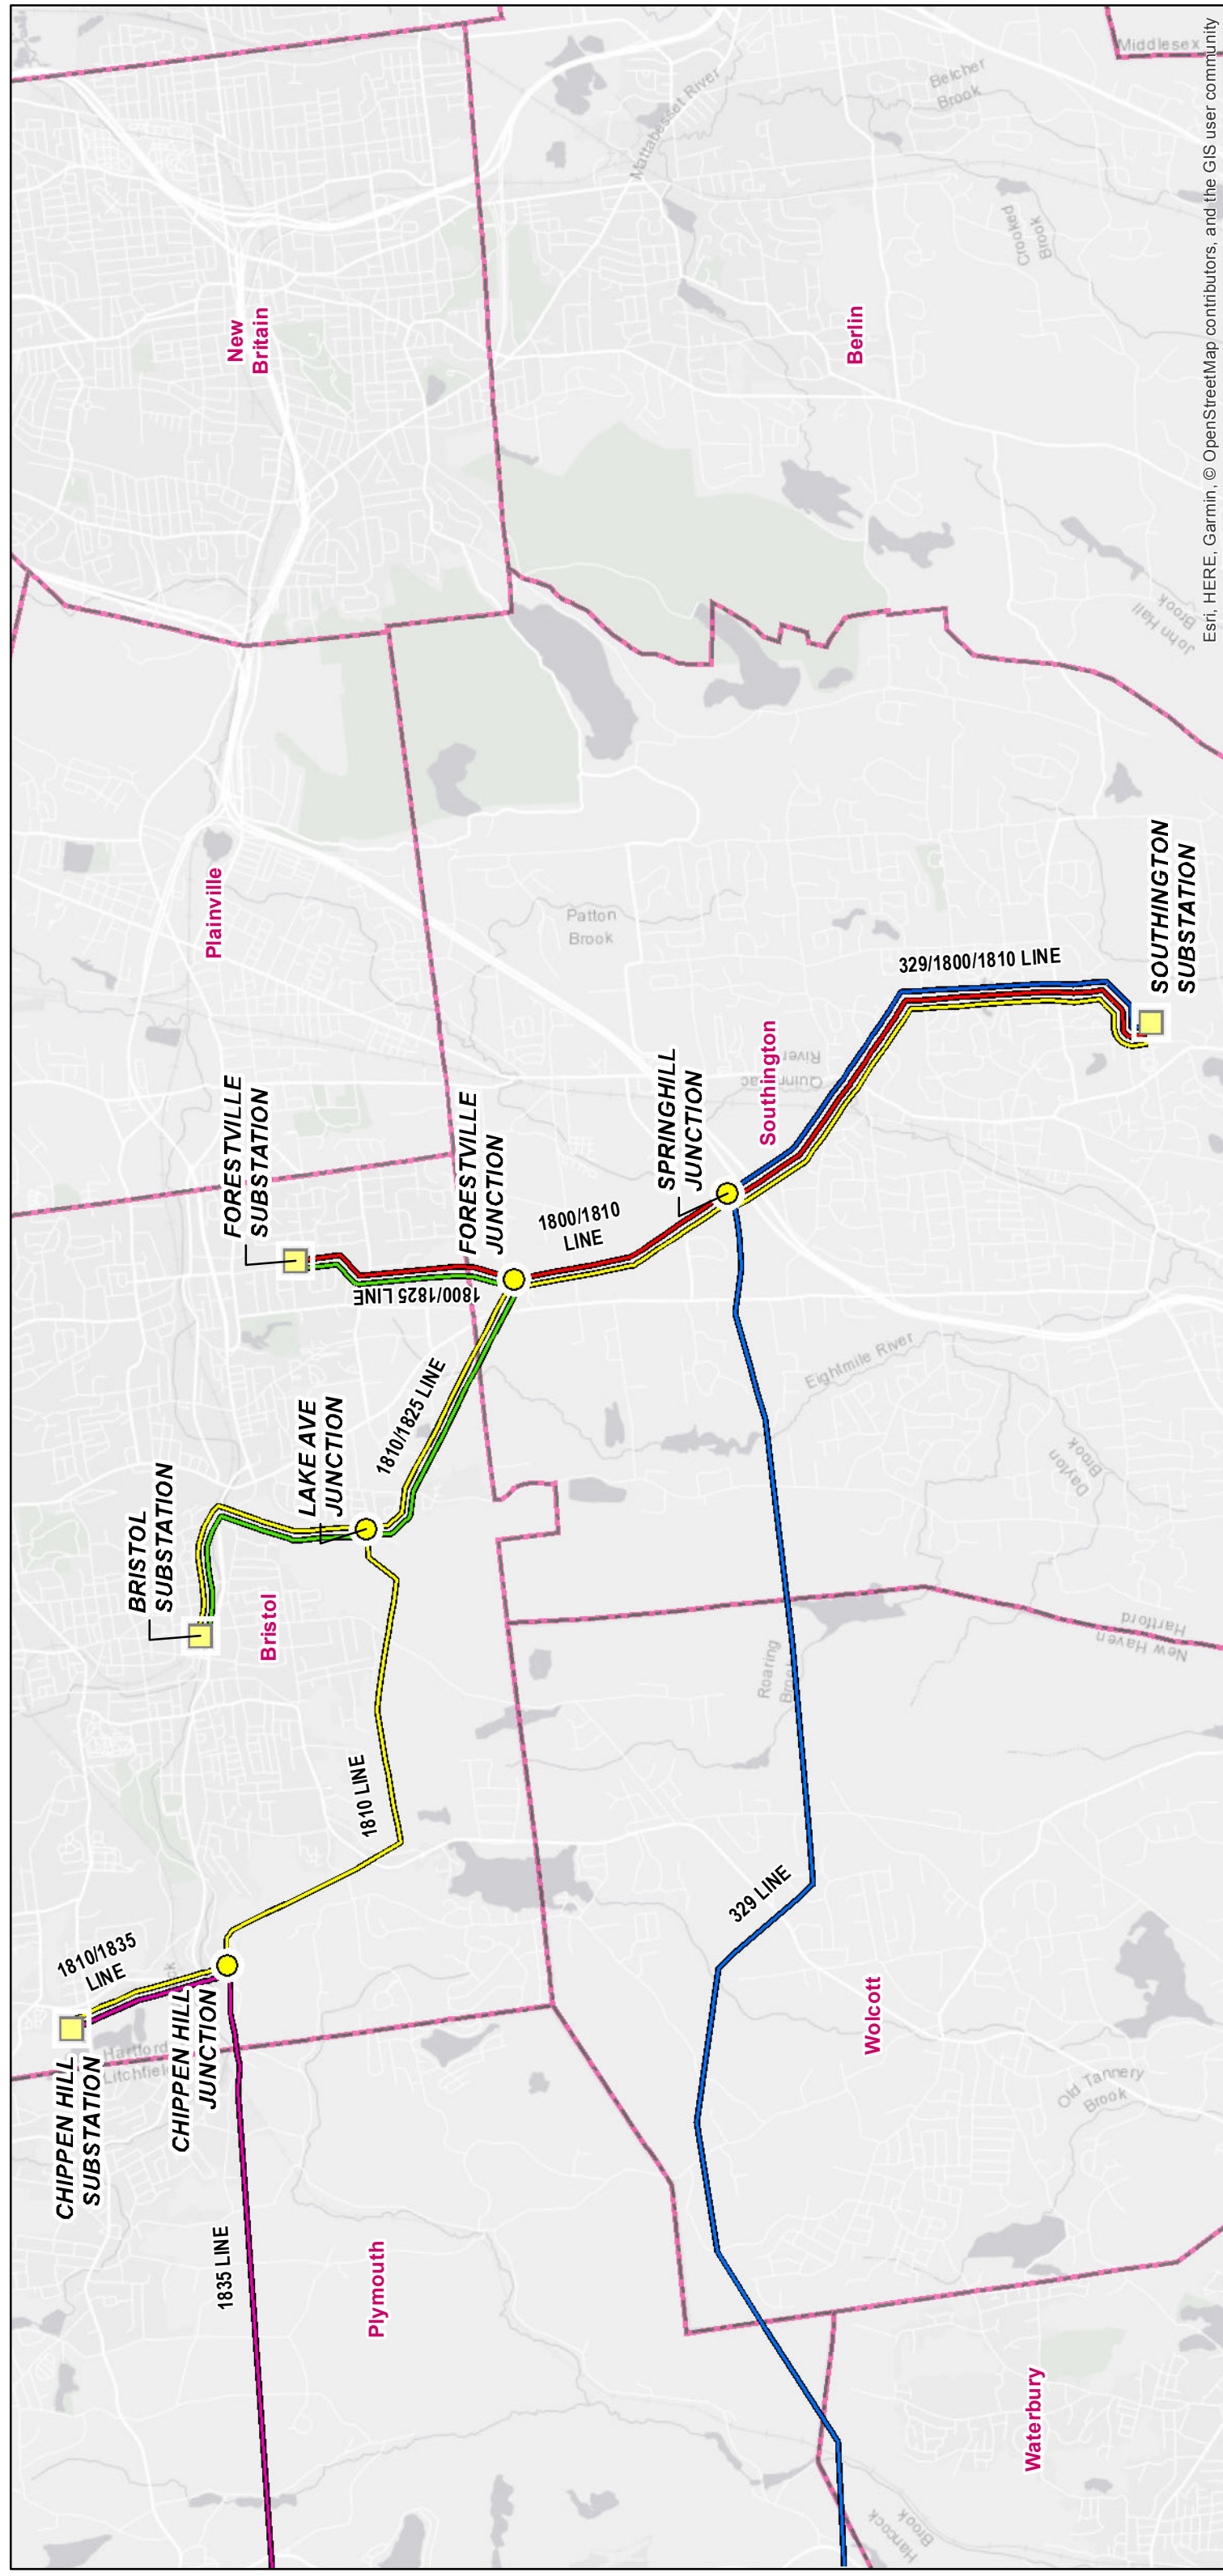 CHIPPEN HILL
SUBSTATION
1810/1835
LINE
CHIPPEN HILL
JUNCTION
Hartford
Litchfield
1835 LINE
Plymouth
BRISTOL
SUBSTATION
Bristol
LAKE AVE
JUNCTION
1810 LINE
1810/1825 LINE
FORESTVILLE
SUBSTATION
1800/1825 LINE
FORESTVILLE
JUNCTION
Plainville
New
Britain
1800/1810
LINE
SPRINGHILL
JUNCTION
Southington
River
Patton
Brook
Mattabesset River
Belcher
Brook
Middlesex
Crooked
Brook
Berlin
John Hall
Brook
329/1800/1810 LINE
SOUTHINGTON
SUBSTATION
Eightmile River
Dayton
Brook
Roaring
Hartford
New Haven
329 LINE
Wolcott
Old Tannery
Brook
Waterbury
Hancock
Brook
Esri, HERE, Garmin, © OpenStreetMap contributors, and the GIS user community